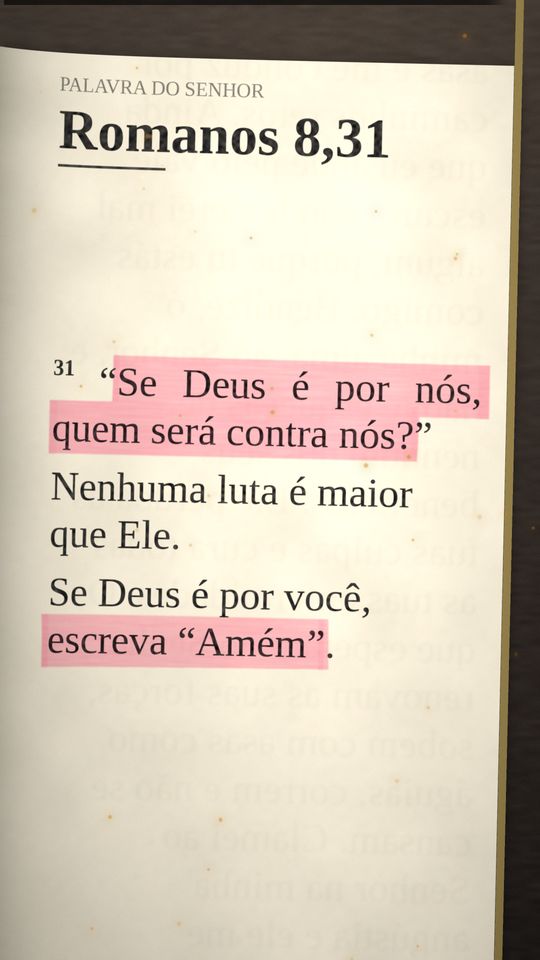 PALAVRA DO SENHOR
Romanos 8,31
31 “Se Deus é por nós,
quem será contra nós?”
Nenhuma luta é maior
que Ele.
Se Deus é por você,
escreva “Amém”.